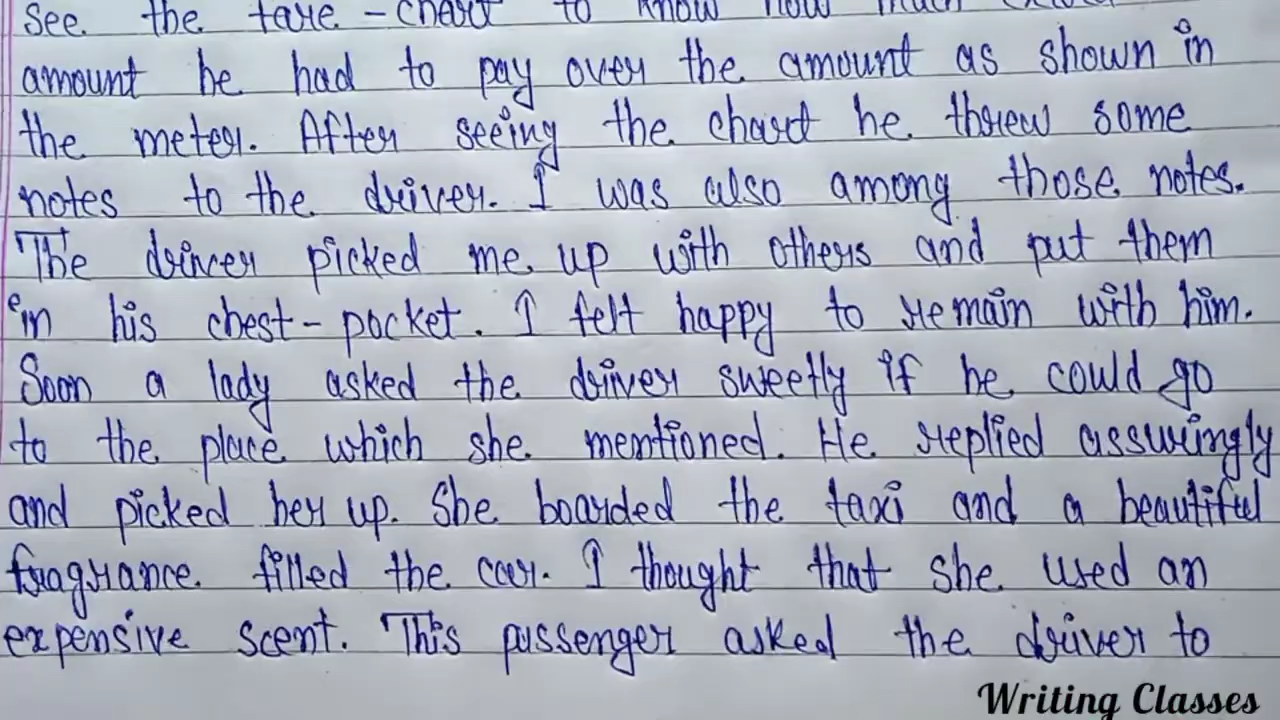 see the fare-chart to know how much extra
amount he had to pay over the amount as shown in
the meter. After seeing the chart he threw some
notes to the driver. I was also among those notes.
The driver picked me up with others and put them
in his chest-pocket. I felt happy to remain with him.
Soon a lady asked the driver sweetly if he could go
to the place which she mentioned. He replied assuringly
and picked her up. She boarded the taxi and a beautiful
fragrance filled the car. I thought that she used an
expensive scent. This passenger asked the driver to
Writing Classes